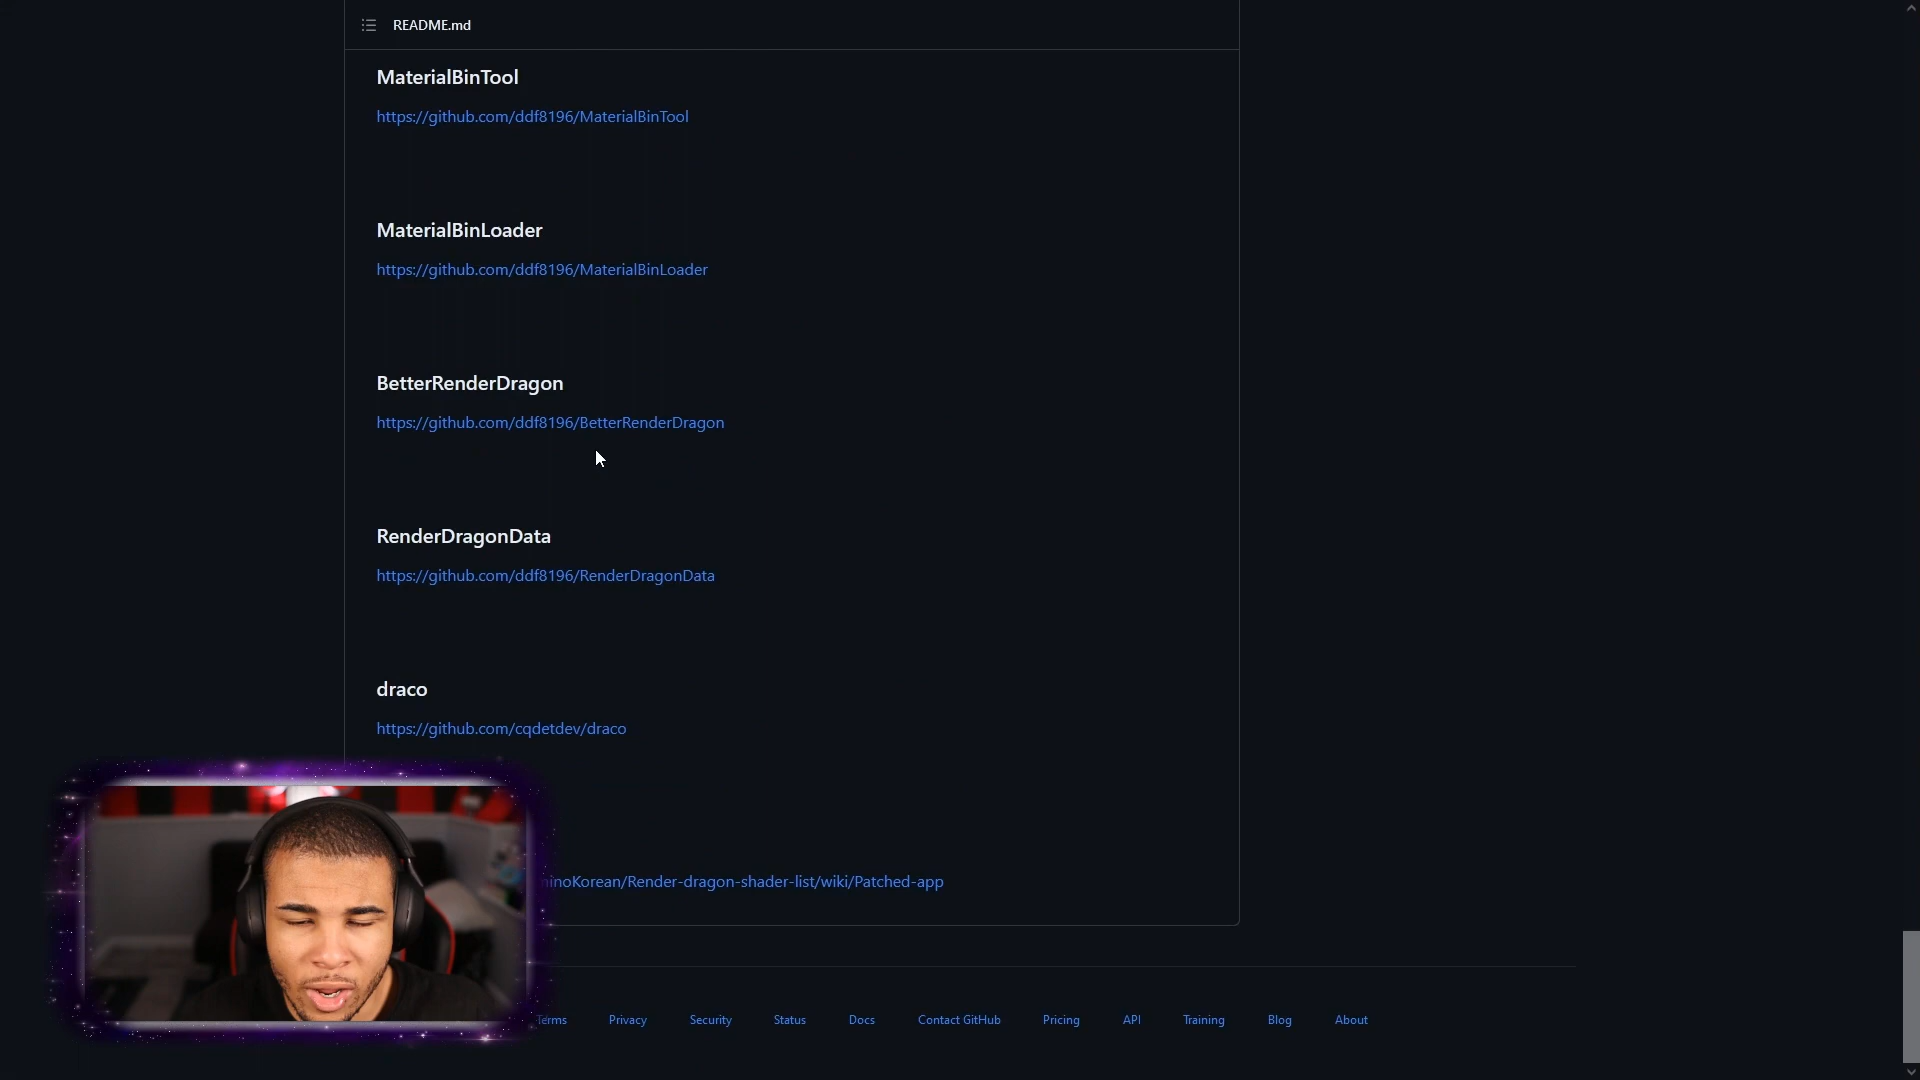 README.md
MaterialBinTool
https://github.com/ddf8196/MaterialBinTool
MaterialBinLoader
https://github.com/ddf8196/MaterialBinLoader
BetterRenderDragon
https://github.com/ddf8196/BetterRenderDragon
RenderDragonData
https://github.com/ddf8196/RenderDragonData
draco
https://github.com/cqdetdev/draco
inoKorean/Render-dragon-shader-list/wiki/Patched-app
Terms Privacy Security Status Docs Contact GitHub Pricing API Training Blog About